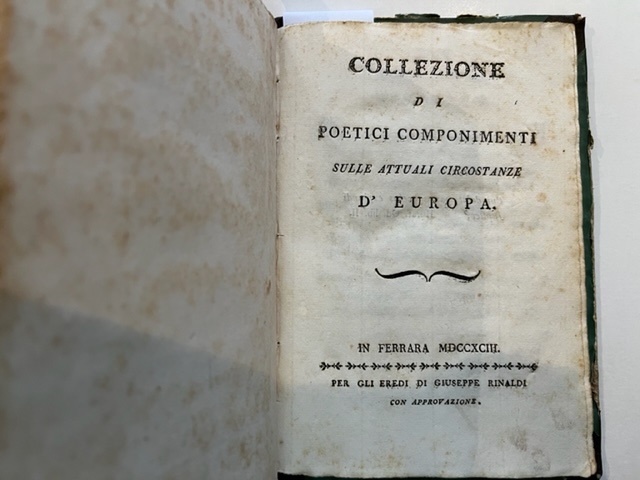 COLLEZIONE
DI
POETICI COMPONIMENTI
SULLE ATTUALI CIRCOSTANZE
D' EUROPA.
IN FERRARA MDCCXCIII.
PER GLI EREDI DI GIUSEPPE RINALDI
CON APPROVAZIONE.